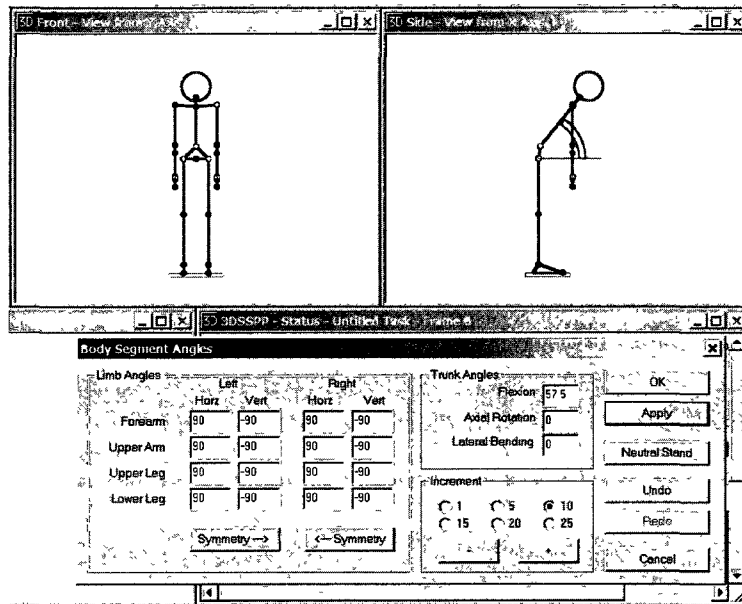 3D Front - View from Y Axis
3D Side - View from X Axis
3DSSPP - Status - Untitled Task - Frame
Body Segment Angles
Limb Angles
Left
Right
Horz Vert Horz Vert
Forearm 90 -90 90 -90
Upper Arm 90 -90 90 -90
Upper Leg 90 -90 90 -90
Lower Leg 90 -90 90 -90
Symmetry-->
<--Symmetry
Trunk Angles
Flexion 57.5
Axial Rotation 0
Lateral Bending 0
Increment
1 5 10
15 20 25
- +
OK
Apply
Neutral Stand
Undo
Redo
Cancel